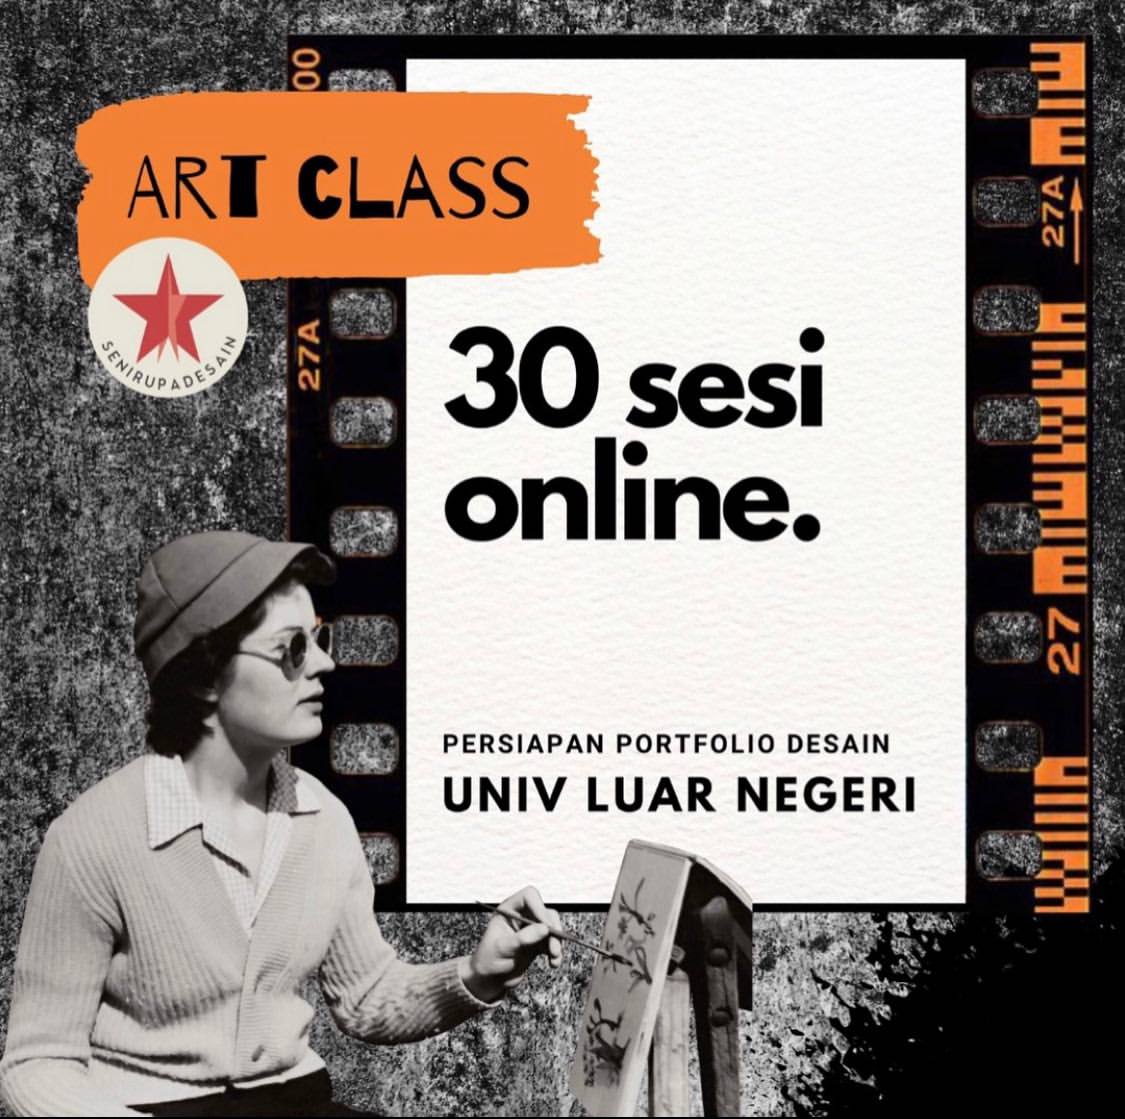 00
ART CLASS
27A
SENIRUPADESAIN
27A
30 sesi
online.
27
PERSIAPAN PORTFOLIO DESAIN
UNIV LUAR NEGERI